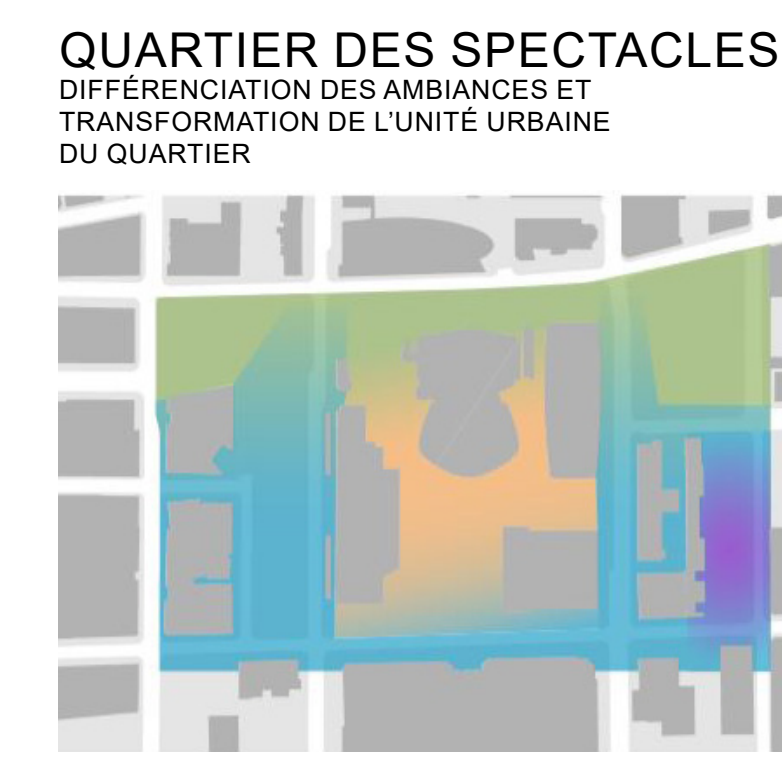 QUARTIER DES SPECTACLES
DIFFÉRENCIATION DES AMBIANCES ET
TRANSFORMATION DE L'UNITÉ URBAINE
DU QUARTIER